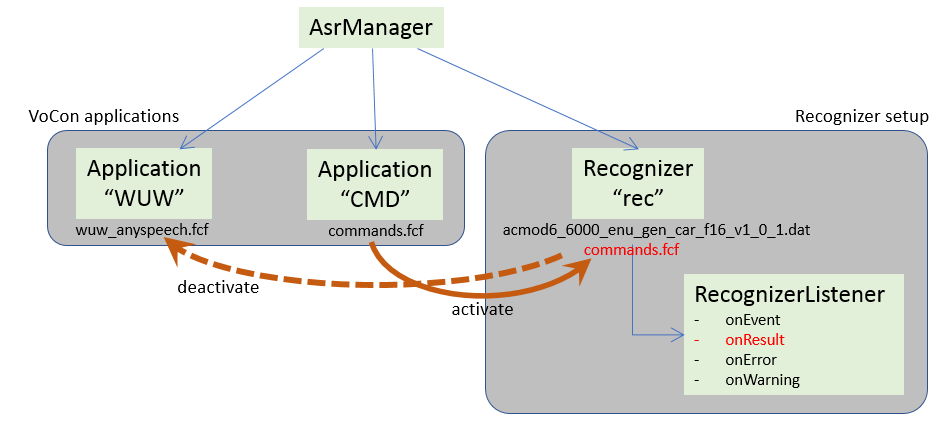 AsrManager
VoCon applications
Recognizer setup
Application
“WUW”
wuw_anyspeech.fcf
Application
“CMD”
commands.fcf
Recognizer
“rec”
acmod6_6000_enu_gen_car_f16_v1_0_1.dat
commands.fcf
deactivate
activate
RecognizerListener
- onEvent
- onResult
- onError
- onWarning